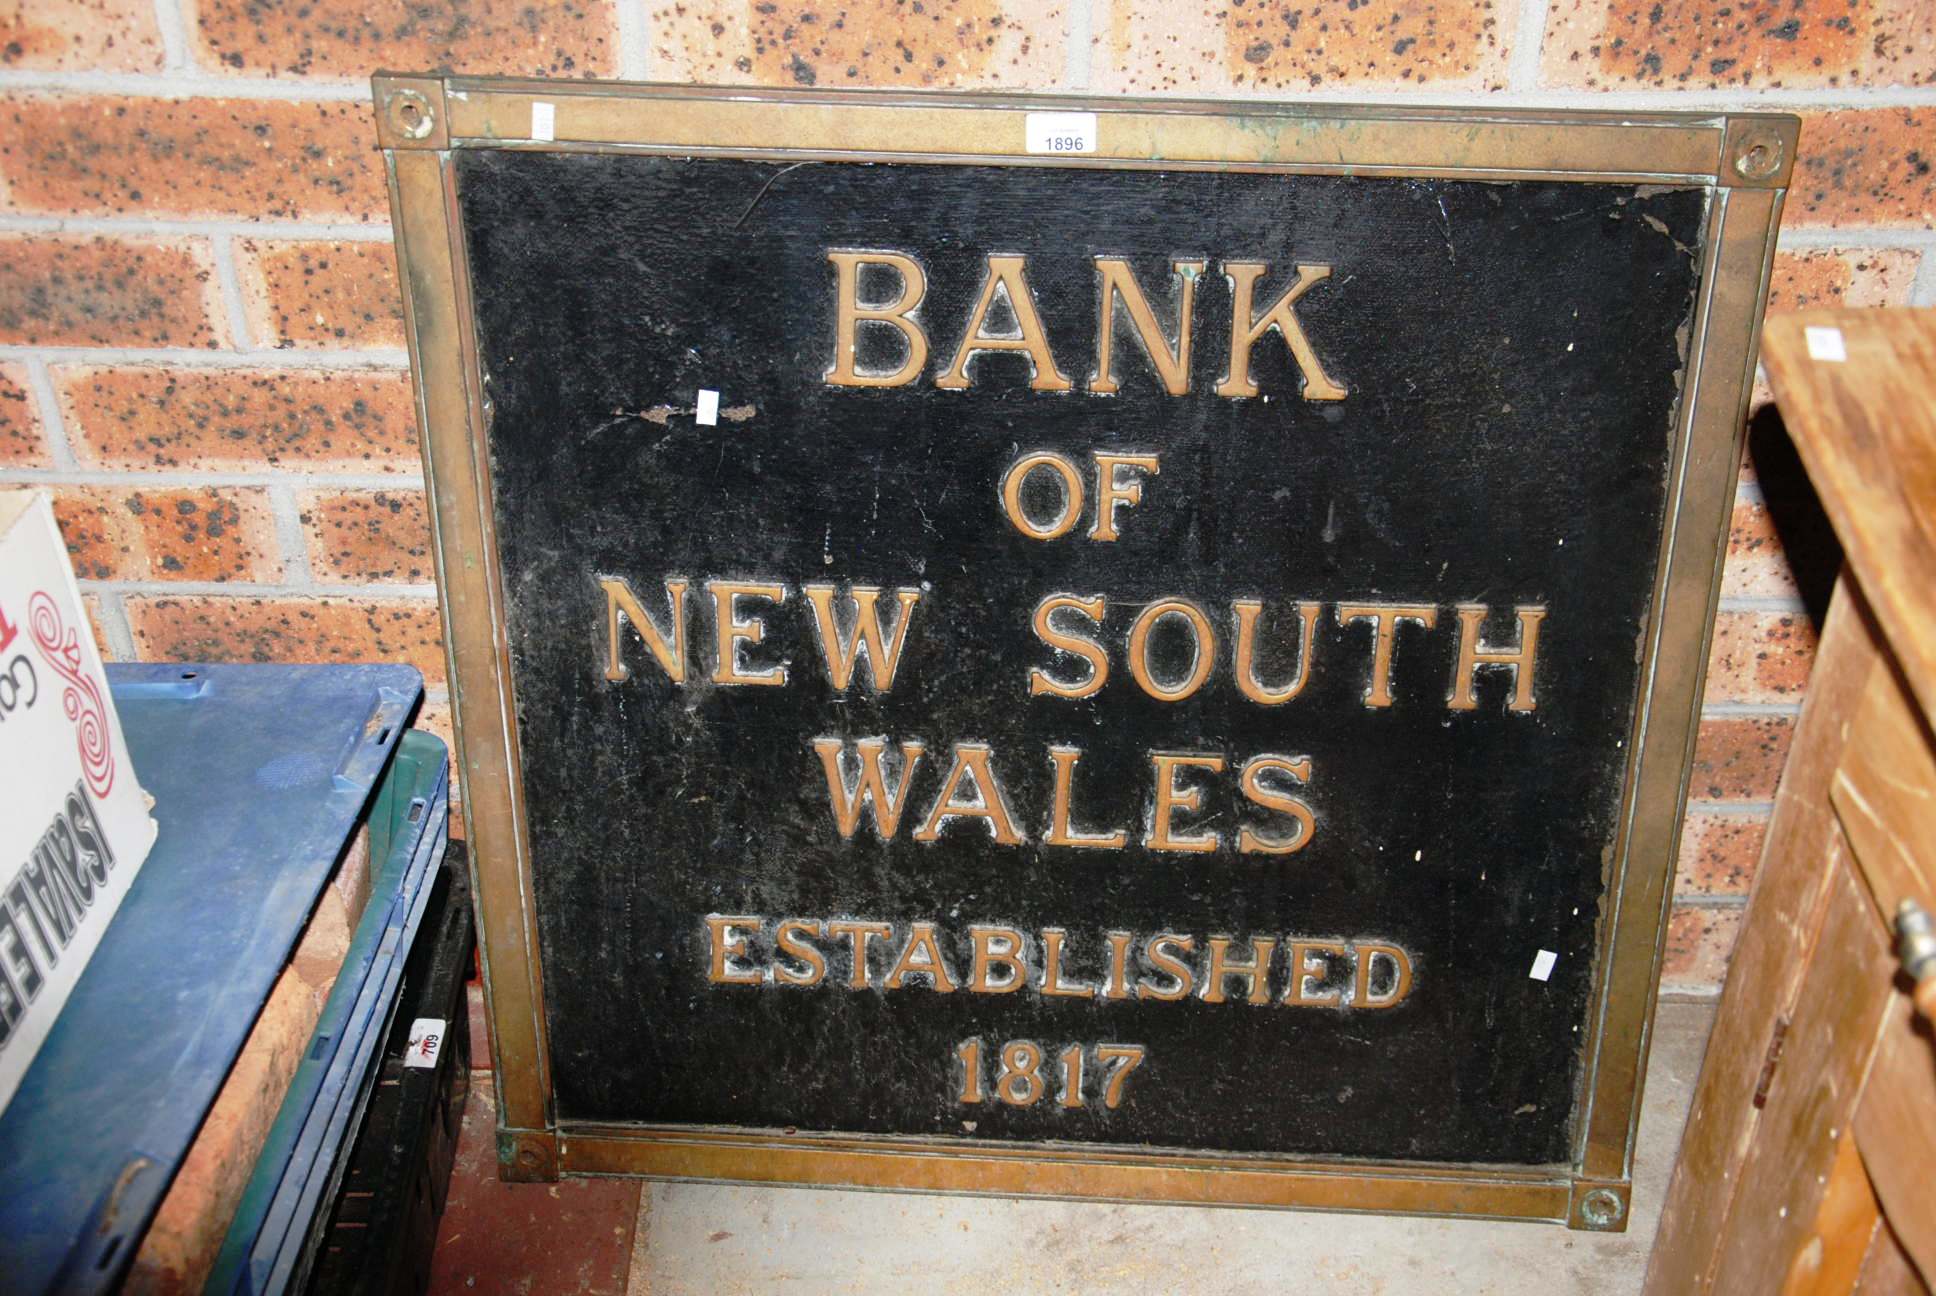 1896
BANK
OF
NEW SOUTH
WALES
ESTABLISHED
1817
709